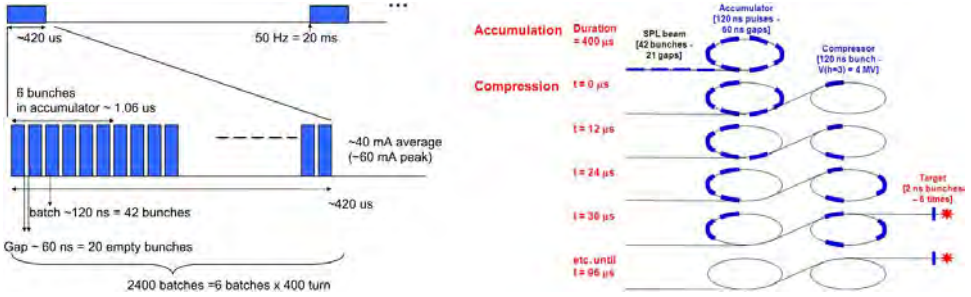 ...
~420 us
50 Hz = 20 ms
6 bunches
in accumulator ~ 1.06 us
~40 mA average
(~60 mA peak)
~420 us
batch ~120 ns = 42 bunches
Gap ~ 60 ns = 20 empty bunches
2400 batches =6 batches x 400 turn
Accumulation
Duration
= 400 µs
SPL beam
[42 bunches -
21 gaps]
Accumulator
[120 ns pulses -
60 ns gaps]
Compressor
[120 ns bunch -
V(h=3) = 4 MV]
Compression
t = 0 µs
t = 12 µs
t = 24 µs
Target
[2 ns bunches
– 6 times]
t = 30 µs
etc. until
t = 96 µs